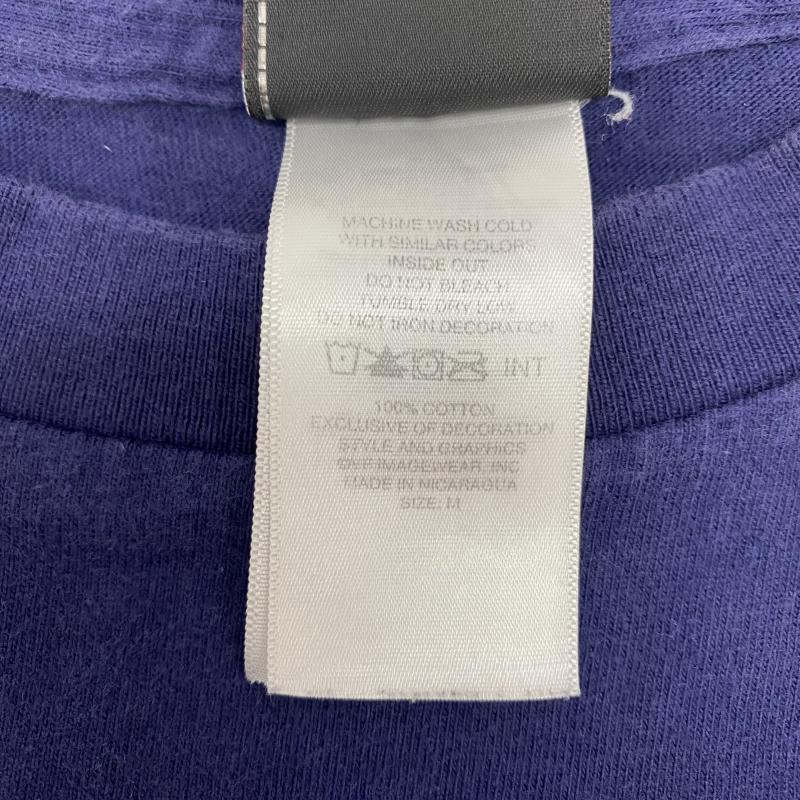 MACHINE WASH COLD
WITH SIMILAR COLORS
INSIDE OUT
DO NOT BLEACH
TUMBLE DRY LOW
DO NOT IRON DECORATION
INT
100% COTTON
EXCLUSIVE OF DECORATION
STYLE AND GRAPHICS
IMAGEWEAR, INC
MADE IN NICARAGUA
SIZE: M